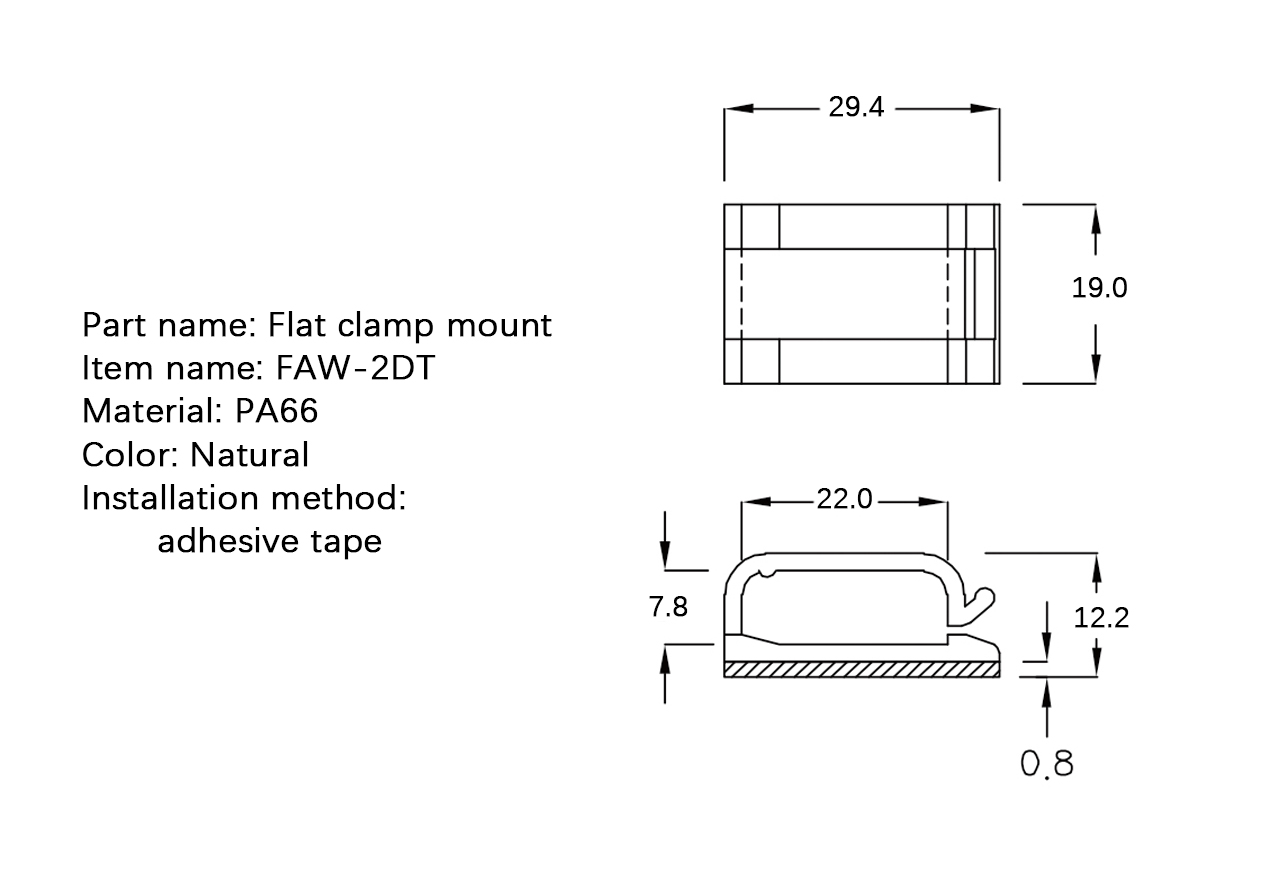 29.4
19.0
Part name: Flat clamp mount
Item name: FAW-2DT
Material: PA66
Color: Natural
Installation method:
adhesive tape
22.0
7.8
12.2
0.8